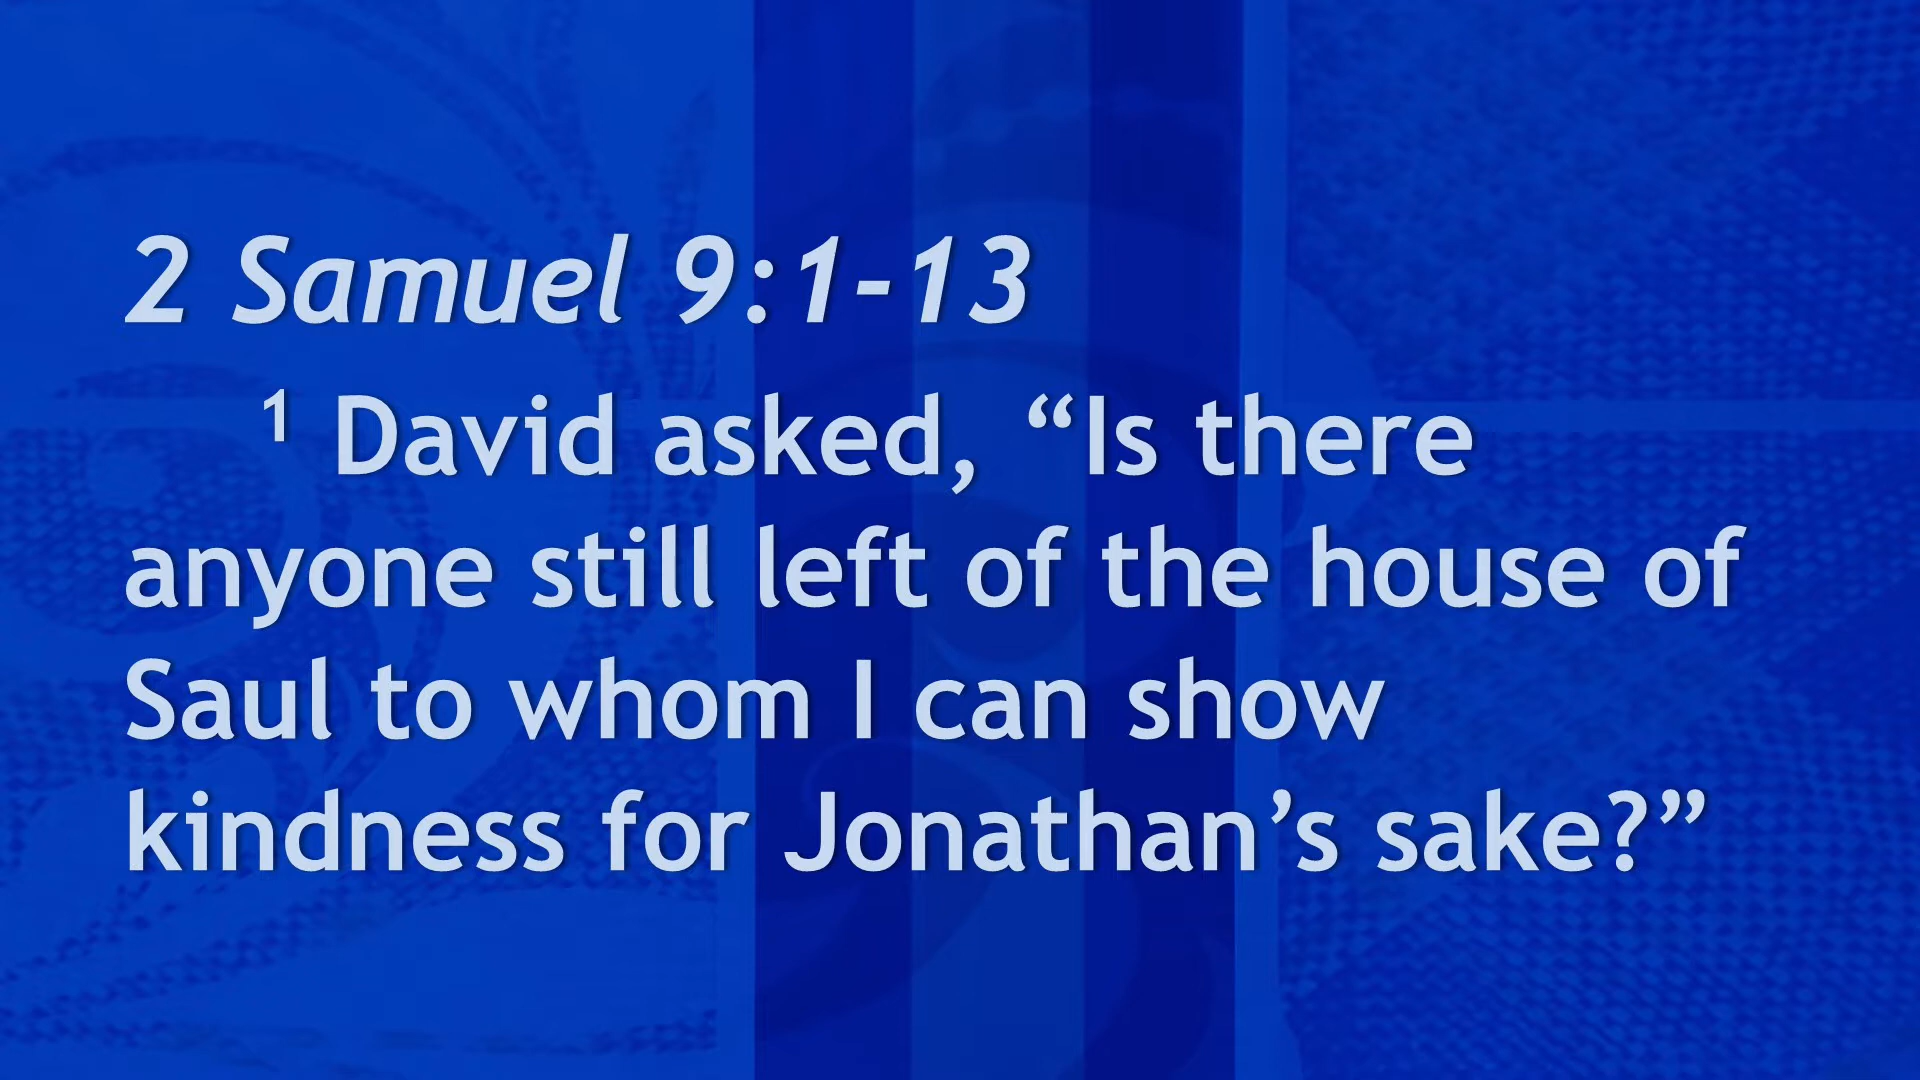 2 Samuel 9:1-13
1 David asked, “Is there
anyone still left of the house of
Saul to whom I can show
kindness for Jonathan’s sake?”